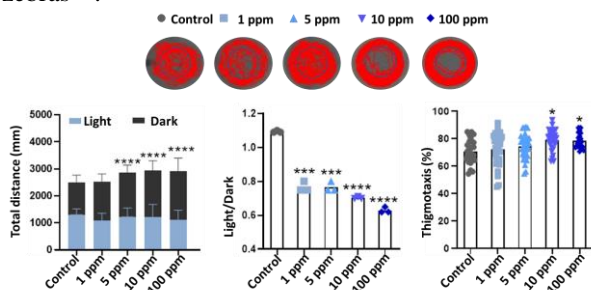 Control 1 ppm 5 ppm 10 ppm 100 ppm
5000
4000
3000
2000
1000
0
Total distance (mm)
Light Dark
**** **** ****
Control 1 ppm 5 ppm 10 ppm 100 ppm
1.2
1.0
0.8
0.6
0.4
Light/Dark
*** *** **** ****
Control 1 ppm 5 ppm 10 ppm 100 ppm
100
80
60
40
20
0
Thigmotaxis (%)
* *
Control 1 ppm 5 ppm 10 ppm 100 ppm